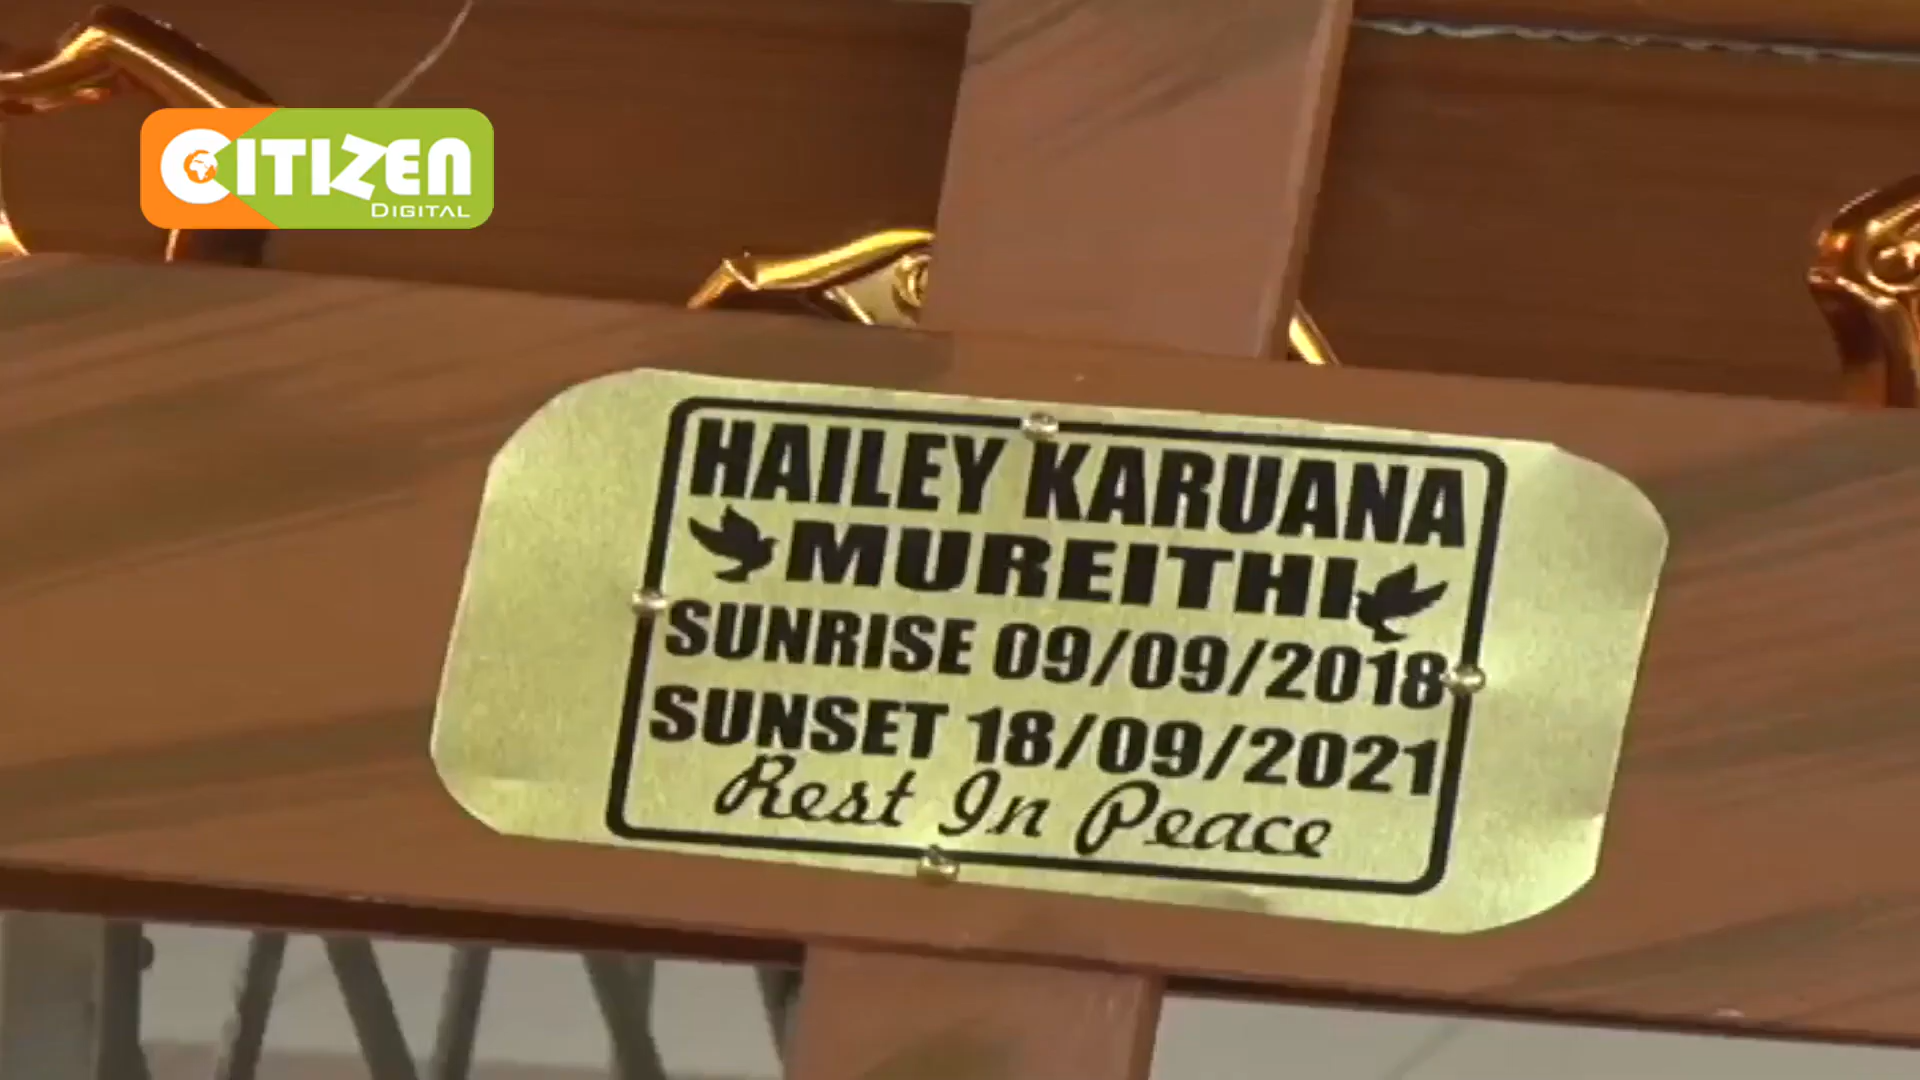 CITIZEN
DIGITAL
HAILEY KARUANA
MUREITHI
SUNRISE 09/09/2018
SUNSET 18/09/2021
Rest In Peace